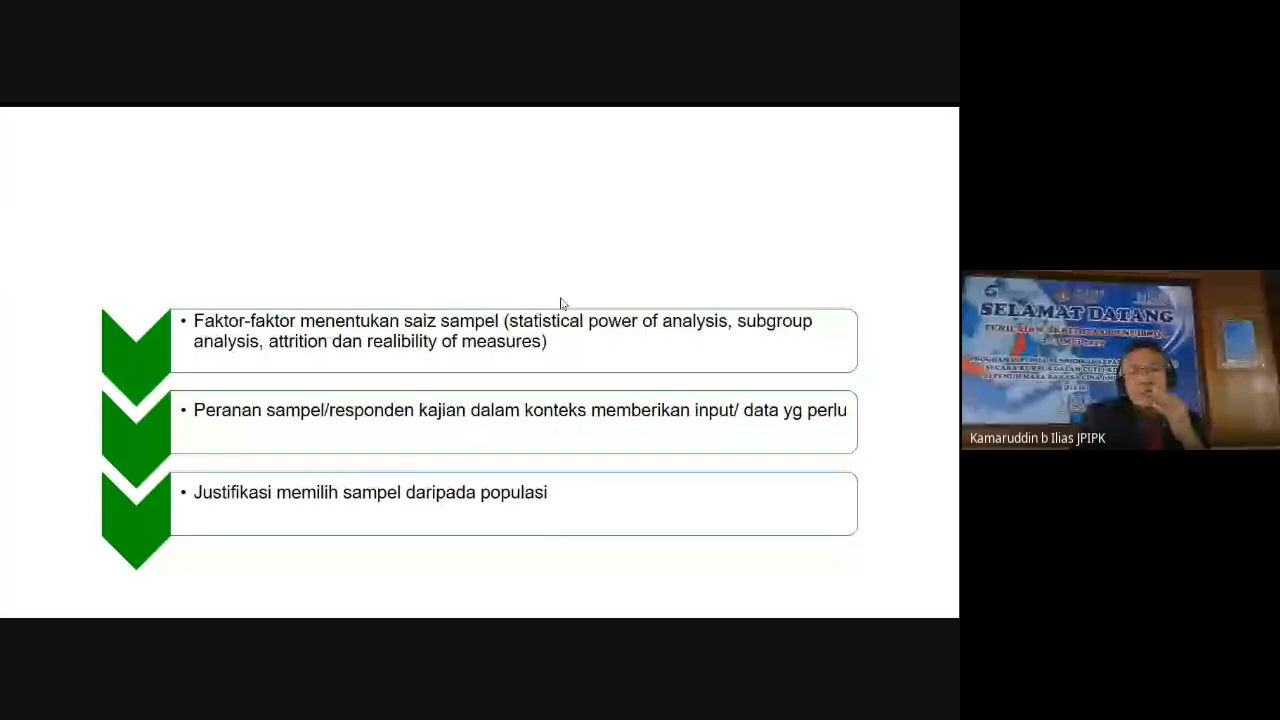 • Faktor-faktor menentukan saiz sampel (statistical power of analysis, subgroup
analysis, attrition dan realibility of measures)
• Peranan sampel/responden kajian dalam konteks memberikan input/ data yg perlu
• Justifikasi memilih sampel daripada populasi
SELAMAT DATANG
Kamaruddin b Ilias JPIPK